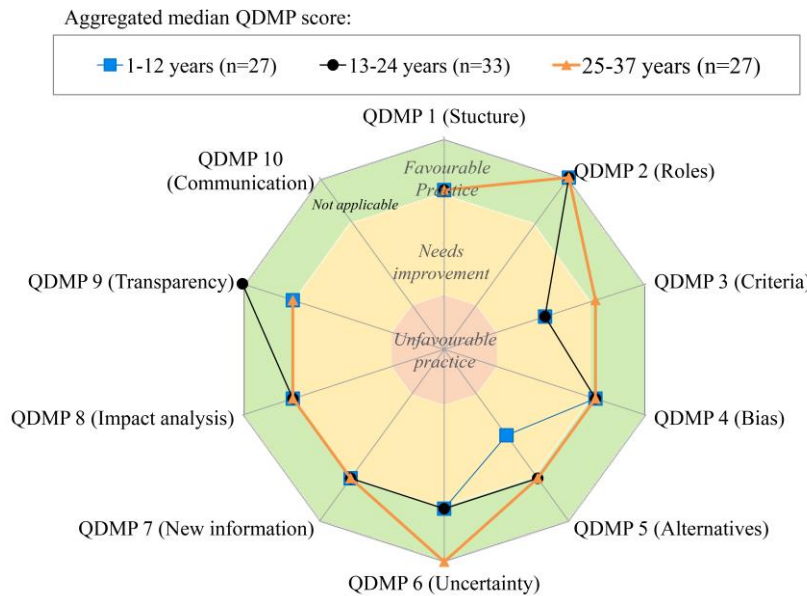 Aggregated median QDMP score:
1-12 years (n=27) 13-24 years (n=33) 25-37 years (n=27)
QDMP 1 (Stucture)
QDMP 10
(Communication)
Favourable
Practice
QDMP 2 (Roles)
Not applicable
Needs
improvement
QDMP 9 (Transparency)
QDMP 3 (Criteria)
Unfavourable
practice
QDMP 8 (Impact analysis)
QDMP 4 (Bias)
QDMP 7 (New information)
QDMP 5 (Alternatives)
QDMP 6 (Uncertainty)